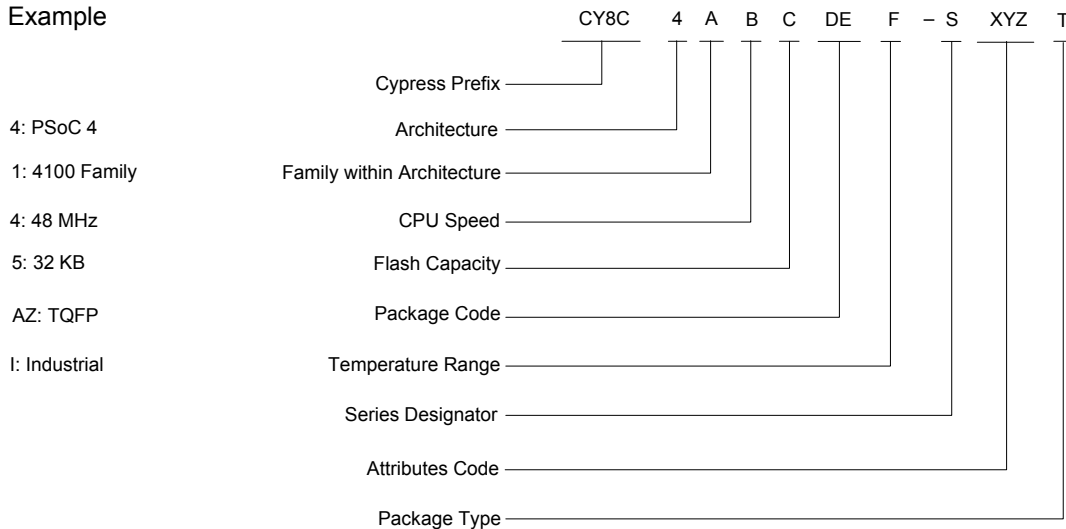 Example
CY8C 4 A B C DE F – S XYZ T
Cypress Prefix
4: PSoC 4 Architecture
1: 4100 Family Family within Architecture
4: 48 MHz CPU Speed
5: 32 KB Flash Capacity
AZ: TQFP Package Code
I: Industrial Temperature Range
Series Designator
Attributes Code
Package Type